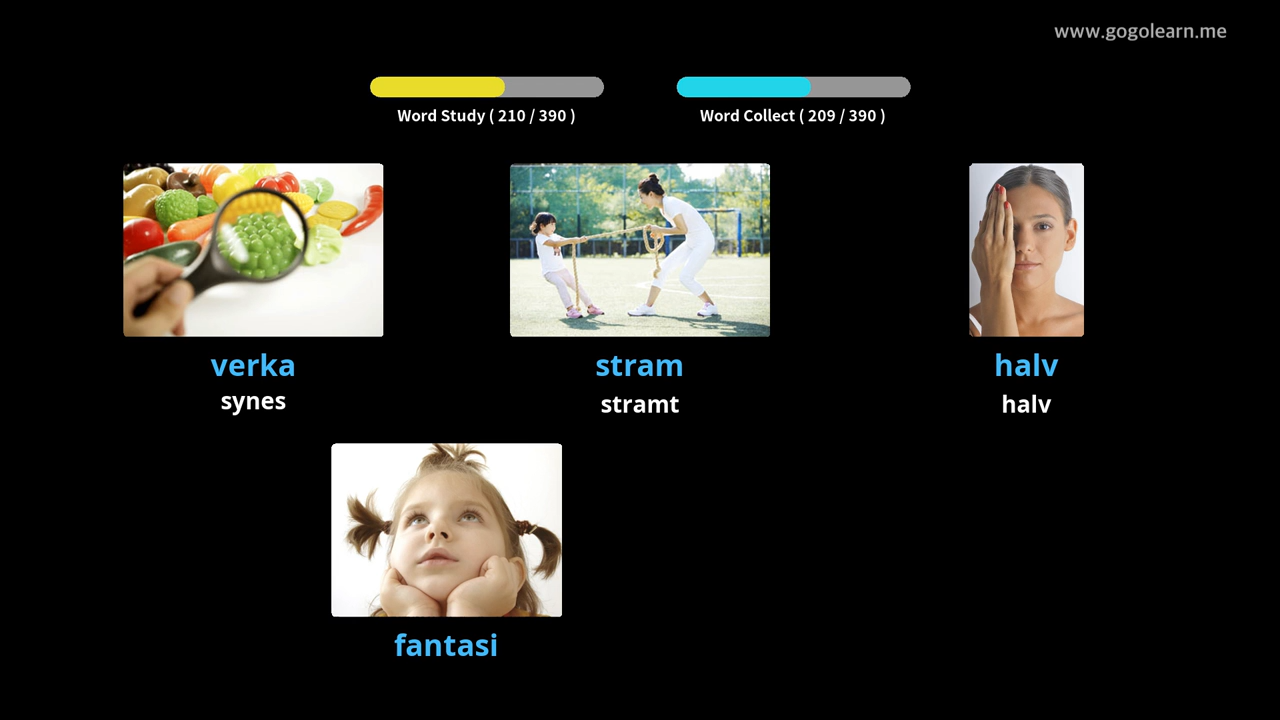 www.gogolearn.me
Word Study ( 210 / 390 )
Word Collect ( 209 / 390 )
verka
synes
stram
stramt
halv
halv
fantasi